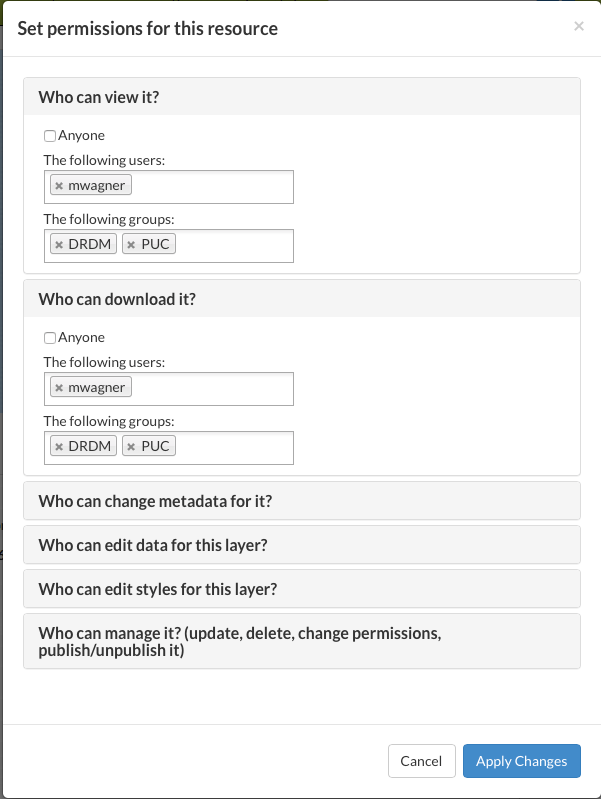 Set permissions for this resource
×
Who can view it?
Anyone
The following users:
× mwagner
The following groups:
× DRDM × PUC
Who can download it?
Anyone
The following users:
× mwagner
The following groups:
× DRDM × PUC
Who can change metadata for it?
Who can edit data for this layer?
Who can edit styles for this layer?
Who can manage it? (update, delete, change permissions,
publish/unpublish it)
Cancel Apply Changes